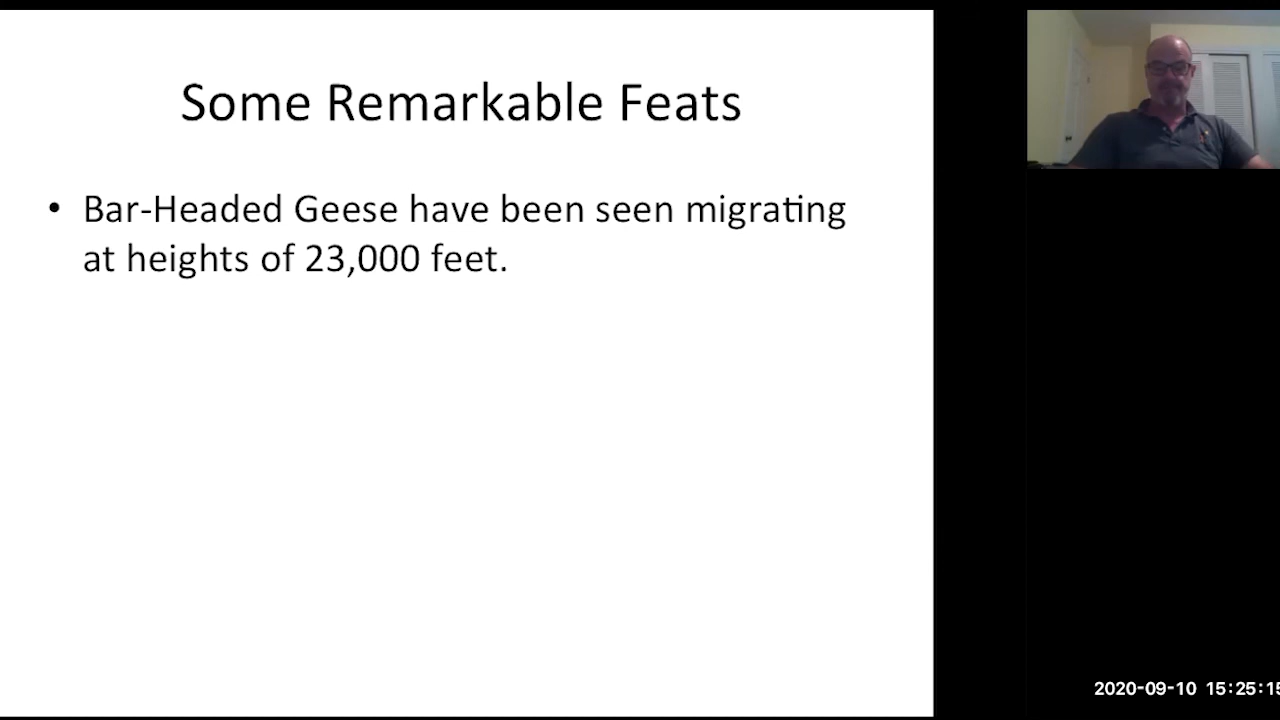 Some Remarkable Feats
• Bar-Headed Geese have been seen migrating
at heights of 23,000 feet.
2020-09-10 15:25:15